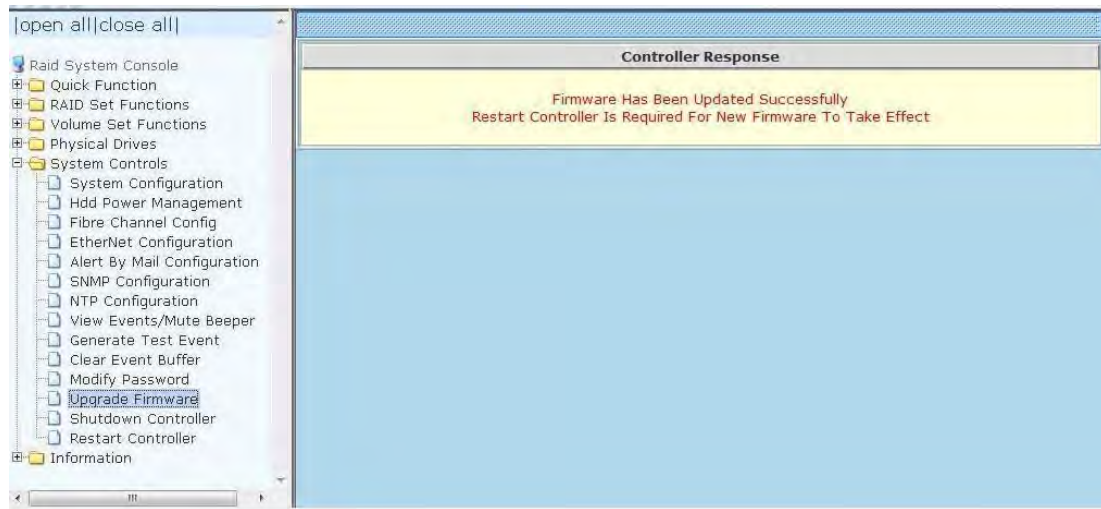 |open all|close all|
Raid System Console
Quick Function
RAID Set Functions
Volume Set Functions
Physical Drives
System Controls
System Configuration
Hdd Power Management
Fibre Channel Config
EtherNet Configuration
Alert By Mail Configuration
SNMP Configuration
NTP Configuration
View Events/Mute Beeper
Generate Test Event
Clear Event Buffer
Modify Password
Upgrade Firmware
Shutdown Controller
Restart Controller
Information
Controller Response
Firmware Has Been Updated Successfully
Restart Controller Is Required For New Firmware To Take Effect